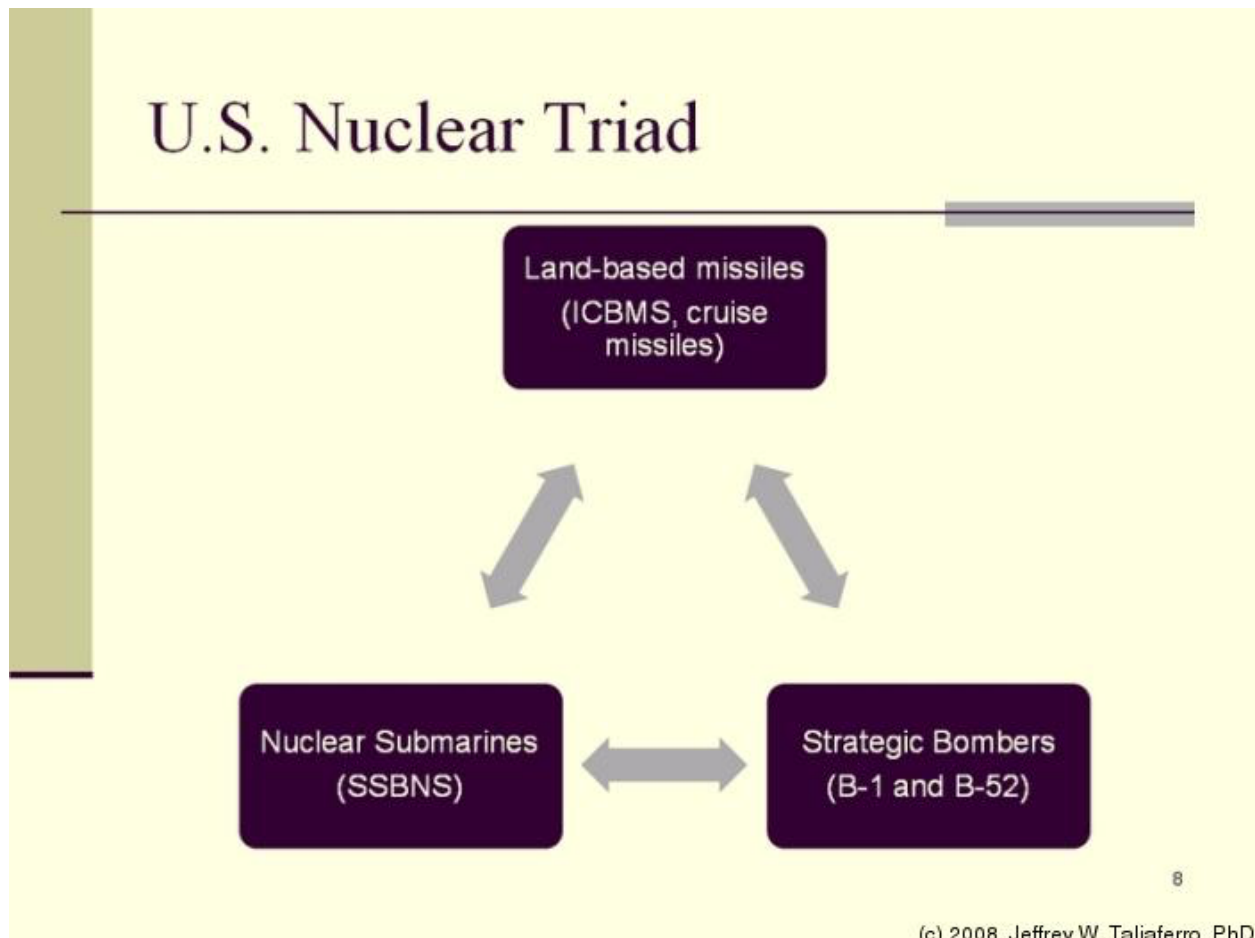 U.S. Nuclear Triad
Land-based missiles
(ICBMS, cruise
missiles)
Nuclear Submarines
(SSBNS)
Strategic Bombers
(B-1 and B-52)
8
(c) 2008 Jeffrey W. Taliaferro, PhD